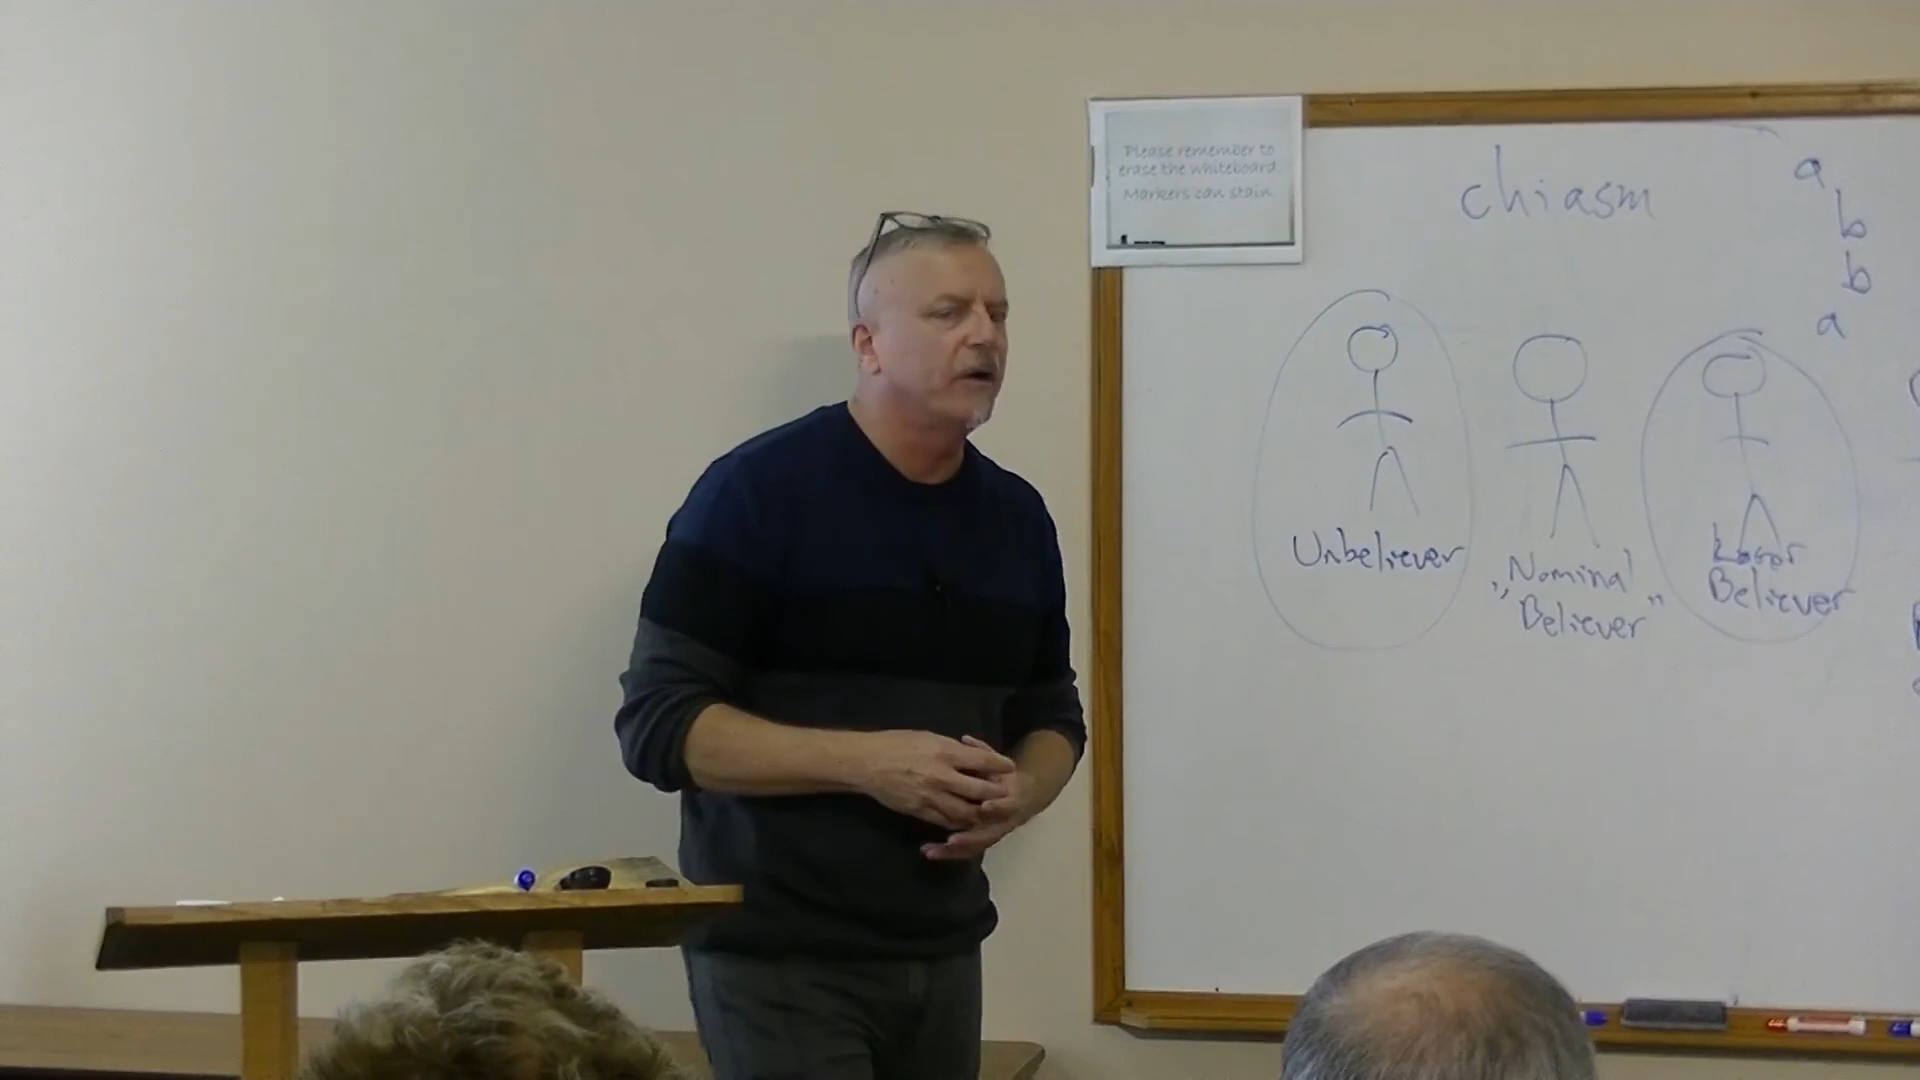 Please remember to
erase the whiteboard.
Markers can stain.
chiasm
a
b
b
a
Unbeliever
"Nominal
Believer"
Believer